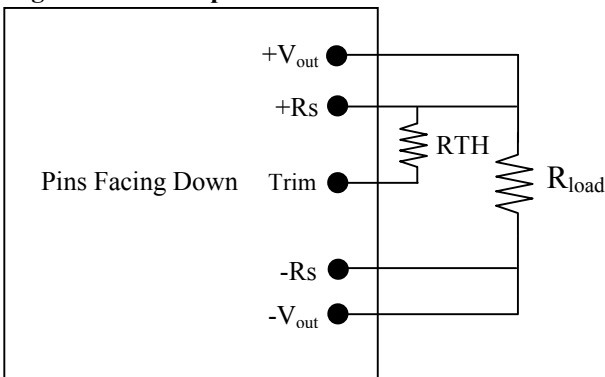 +Vout
+Rs
RTH
Pins Facing Down Trim
Rload
-Rs
-Vout